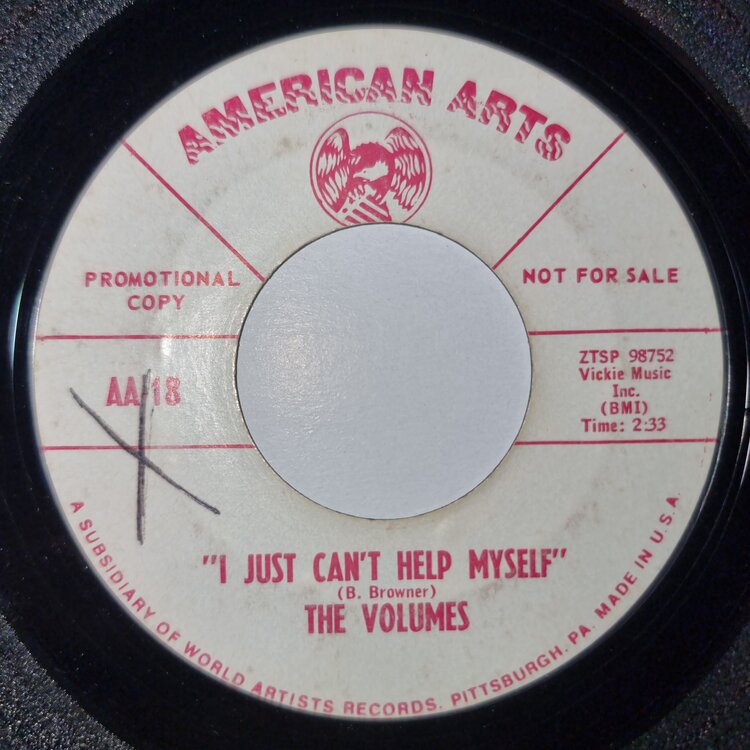 AMERICAN ARTS
PROMOTIONAL
COPY
NOT FOR SALE
AA 18
ZTSP 98752
Vickie Music
Inc.
(BMI)
Time: 2:33
"I JUST CAN'T HELP MYSELF"
(B. Browner)
THE VOLUMES
A SUBSIDIARY OF WORLD ARTISTS RECORDS. PITTSBURGH, PA. MADE IN U.S.A.